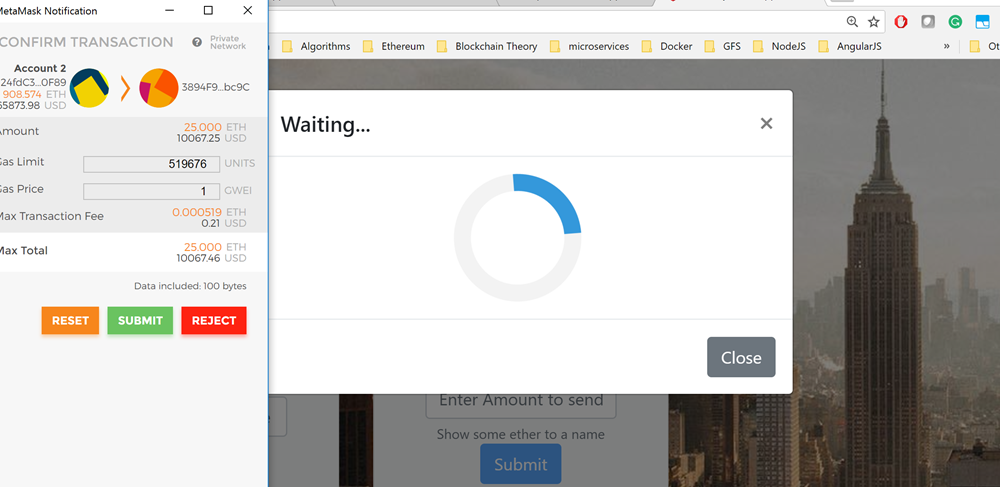 MetaMask Notification
CONFIRM TRANSACTION
? Private
Network
Account 2
24fdC3...0F89
908.574 ETH
65873.98 USD
3894F9...bc9C
Amount
25.000 ETH
10067.25 USD
Gas Limit
519676 UNITS
Gas Price
1 GWEI
Max Transaction Fee
0.000519 ETH
0.21 USD
Max Total
25.000 ETH
10067.46 USD
Data included: 100 bytes
RESET SUBMIT REJECT
Algorithms Ethereum Blockchain Theory microservices Docker GFS NodeJS AngularJS » Ot
Waiting...
×
Close
Enter Amount to send
Show some ether to a name
Submit